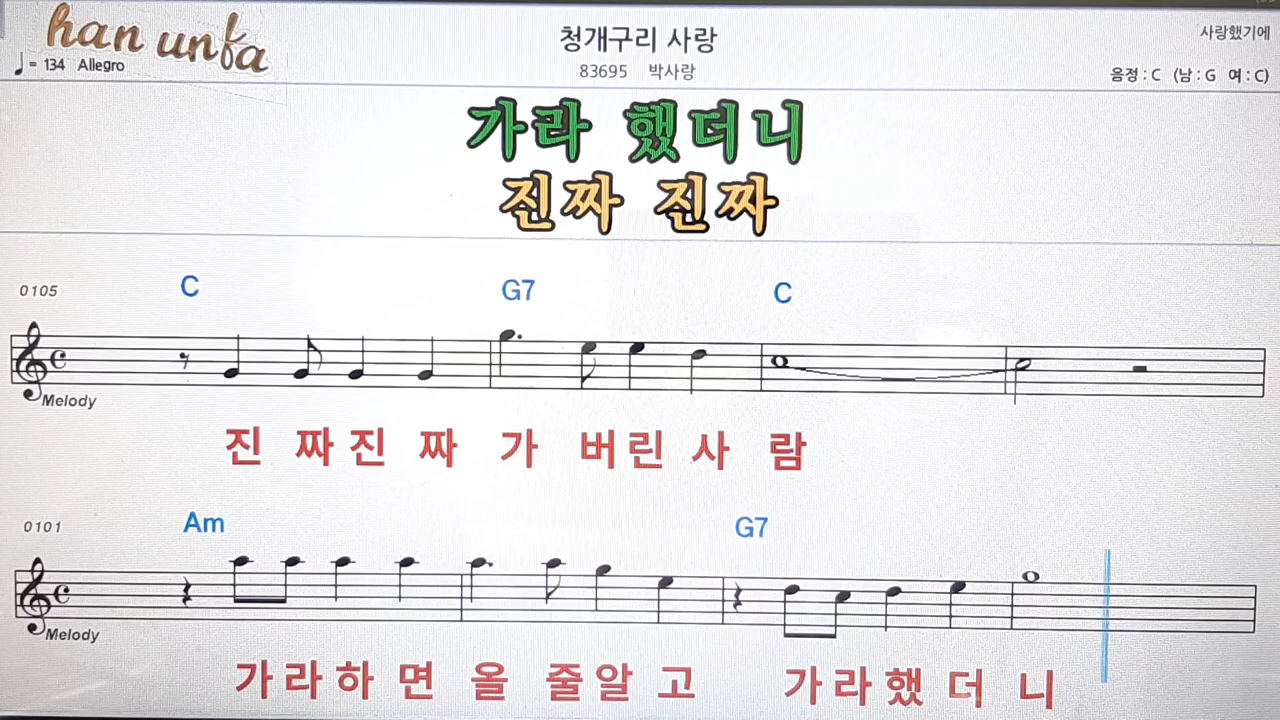 han unfa
♩= 134 Allegro
청개구리 사랑
83695 박사랑
사랑했기에
음정 : C (남 : G 여 : C)
가라 했더니
진짜 진짜
0105
C G7 C
Melody
진 짜 진 짜 가 버 린 사 람
0101
Am G7
Melody
가 라 하 면 올 줄 알 고 가 라 했 더 니